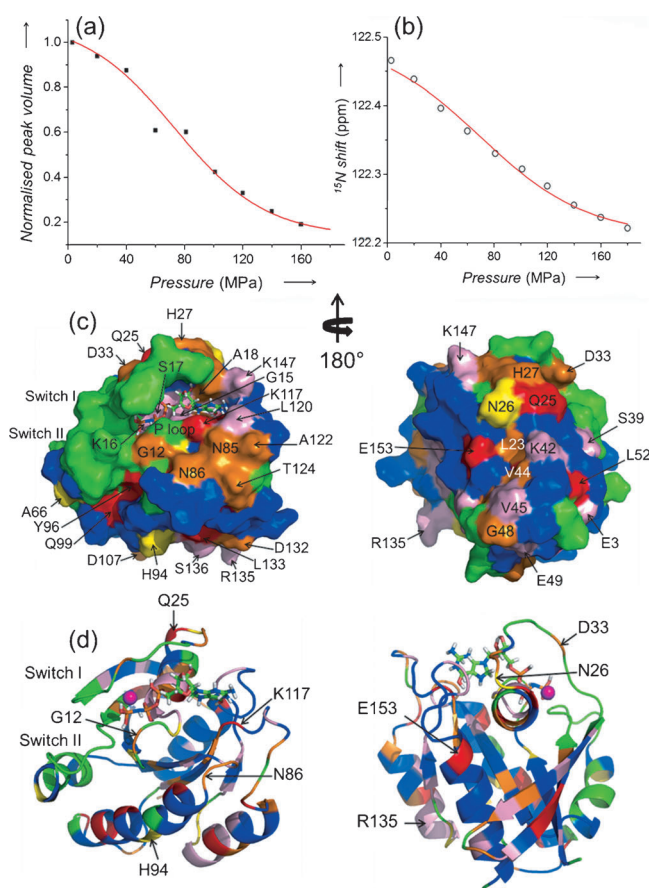 (a)
(b)
Normalised peak volume
1.0
0.8
0.6
0.4
0.2
0 40 80 120 160
Pressure (MPa)
¹⁵N shift (ppm)
122.5
122.4
122.3
122.2
0 40 80 120 160
Pressure (MPa)
180°
(c)
H27
Q25
D33
S17
A18
K147
G15
K117
L120
Switch I
Switch II
K16
P loop
G12
N85
N86
A122
T124
A66
Y96
Q99
D107
H94
S136
R135
L133
D132
K147
H27
D33
N26
Q25
S39
E153
L23
K42
V44
L52
V45
R135
G48
E3
E49
(d)
Q25
Switch I
G12
K117
Switch II
N86
H94
D33
N26
E153
R135